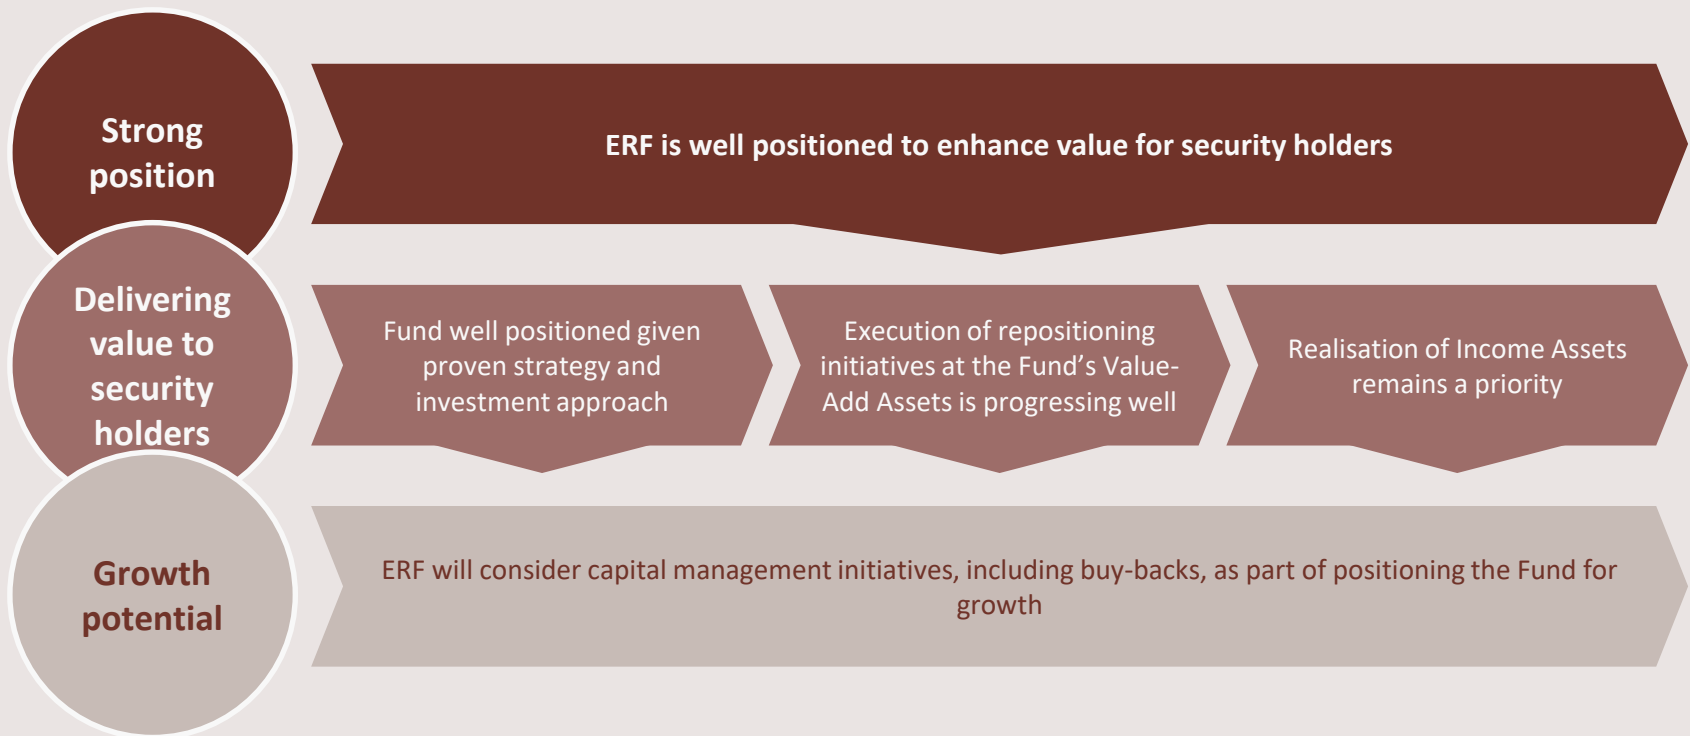 Strong
position
ERF is well positioned to enhance value for security holders
Delivering
value to
security
holders
Fund well positioned given
proven strategy and
investment approach
Execution of repositioning
initiatives at the Fund’s Value-
Add Assets is progressing well
Realisation of Income Assets
remains a priority
Growth
potential
ERF will consider capital management initiatives, including buy-backs, as part of positioning the Fund for
growth